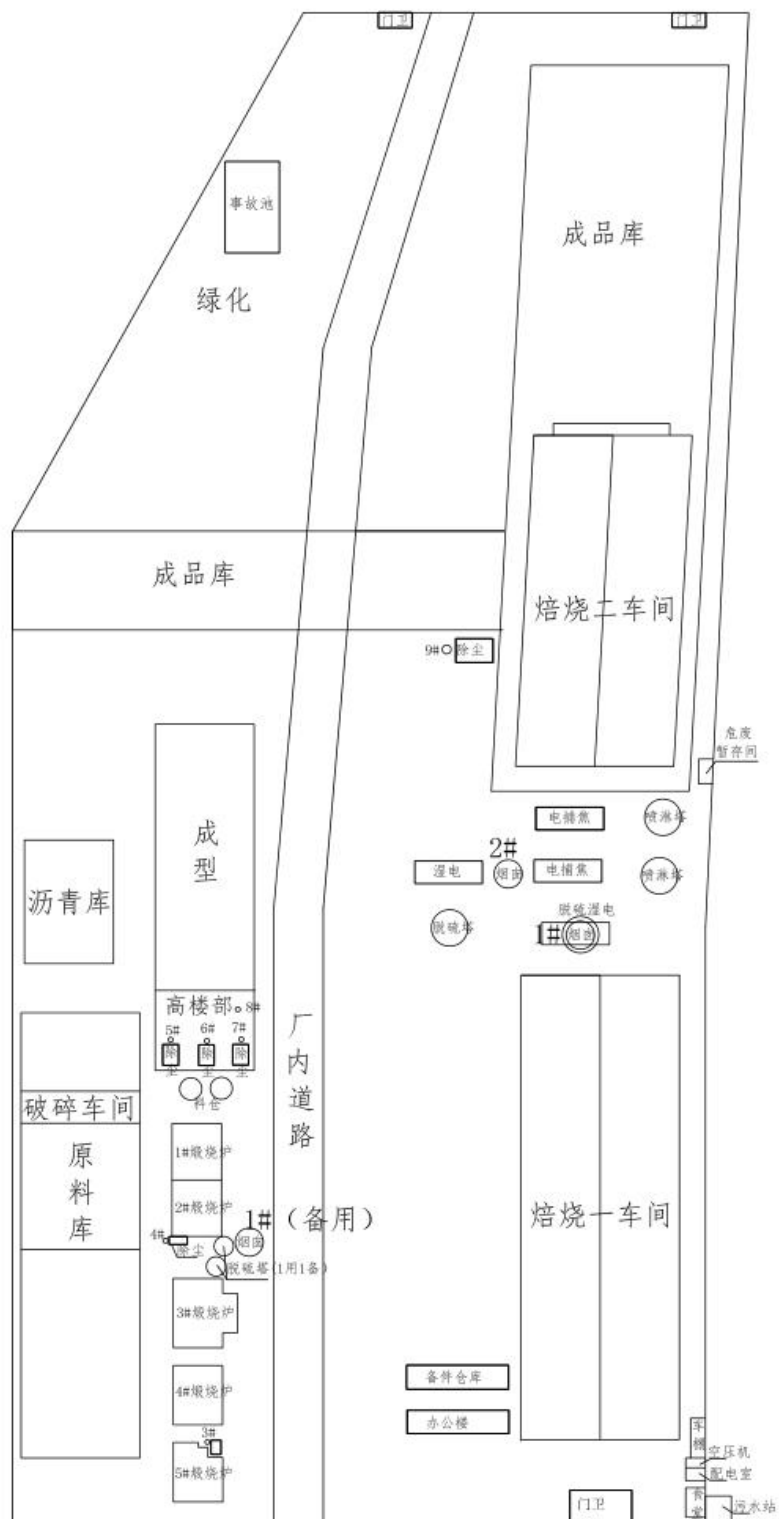 门卫
门卫
事故池
成品库
绿化
成品库
焙烧二车间
9#
除尘
危废
暂存间
成
型
电捕焦
喷淋塔
2#
湿电
烟囱
电捕焦
喷淋塔
沥青库
脱硫塔
脱硫湿电
1#
烟囱
高楼部
8#
5#
6#
7#
除尘
除尘
除尘
料仓
厂
内
道
路
破碎车间
原
料
库
1#煅烧炉
2#煅烧炉
1#（备用）
4#
除尘
烟囱
脱硫塔(1用1备)
焙烧一车间
3#煅烧炉
备件仓库
4#煅烧炉
办公楼
3#
5#煅烧炉
车
棚
空压机
配电室
门卫
食
堂
污水站